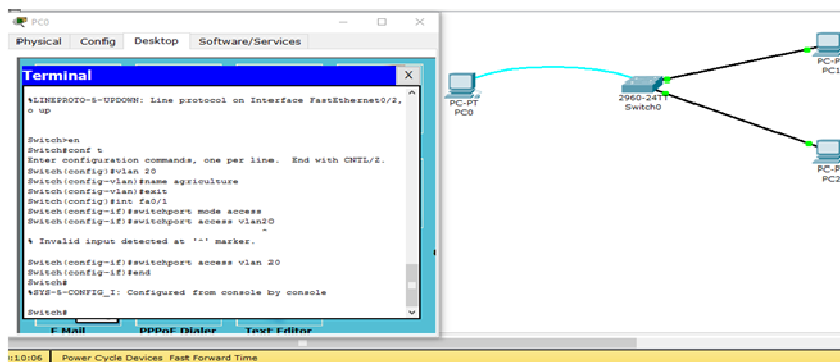 PC0
Physical Config Desktop Software/Services
Terminal
X
%LINEPROTO-5-UPDOWN: Line protocol on Interface FastEthernet0/2,
o up
Switch>en
Switch#conf t
Enter configuration commands, one per line. End with CNTL/Z.
Switch(config)#vlan 20
Switch(config-vlan)#name agriculture
Switch(config-vlan)#exit
Switch(config)#int fa0/1
Switch(config-if)#switchport mode access
Switch(config-if)#switchport access vlan20
^
% Invalid input detected at '^' marker.
Switch(config-if)#switchport access vlan 20
Switch(config-if)#end
Switch#
%SYS-5-CONFIG_I: Configured from console by console
Switch#
E Mail PPPoE Dialer Text Editor
PC-PT
PC0
2960-24TT
Switch0
PC-P
PC1
PC-P
PC2
:10:06 Power Cycle Devices Fast Forward Time